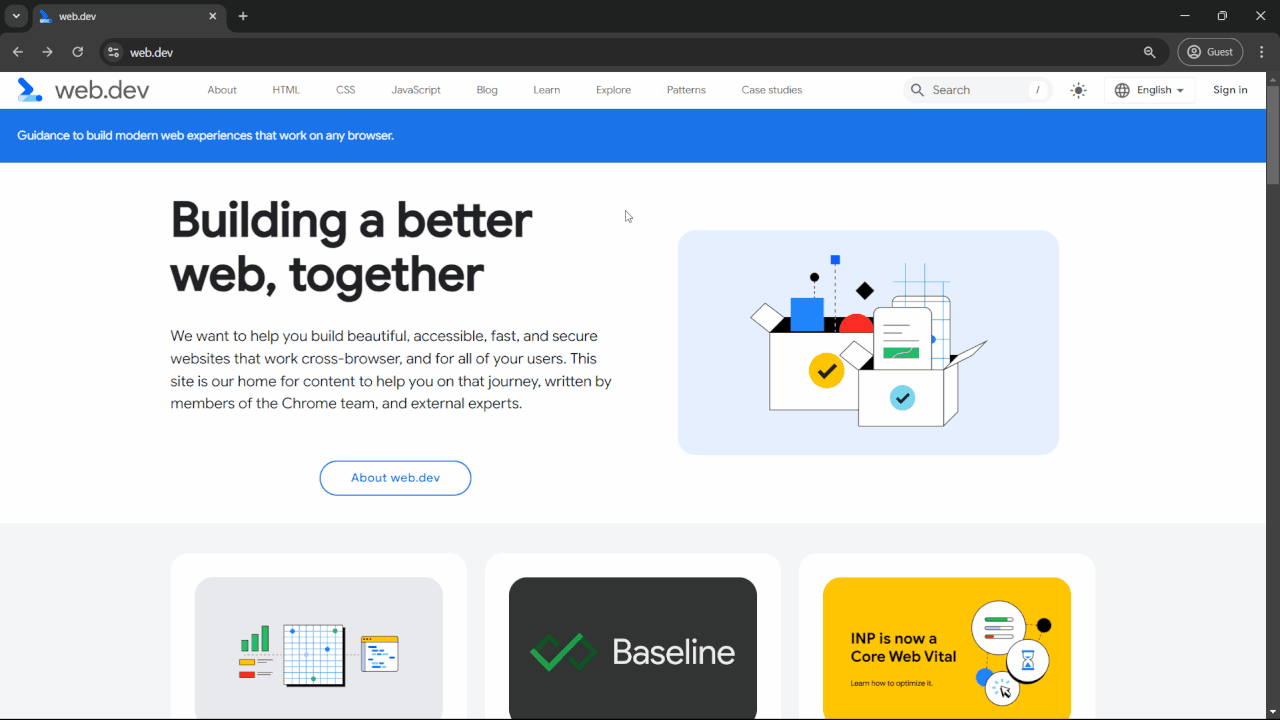 web.dev
web.dev
Guest
web.dev
About
HTML
CSS
JavaScript
Blog
Learn
Explore
Patterns
Case studies
Search
/
English
Sign in
Guidance to build modern web experiences that work on any browser.
Building a better
web, together
We want to help you build beautiful, accessible, fast, and secure
websites that work cross-browser, and for all of your users. This
site is our home for content to help you on that journey, written by
members of the Chrome team, and external experts.
About web.dev
Baseline
INP is now a
Core Web Vital
Learn how to optimize it.